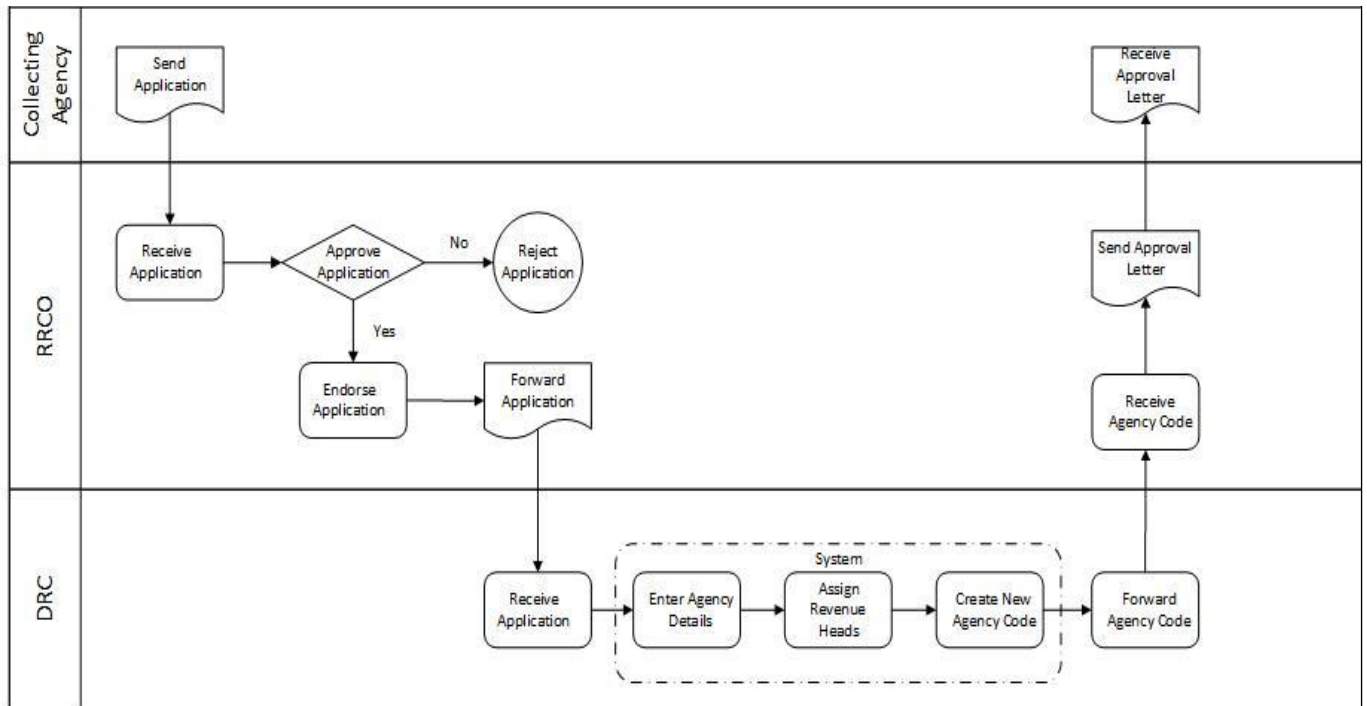 Collecting
Agency
Send
Application
Receive
Approval
Letter
RRCO
Receive
Application
Approve
Application
No
Reject
Application
Send Approval
Letter
Yes
Endorse
Application
Forward
Application
Receive
Agency Code
DRC
System
Receive
Application
Enter Agency
Details
Assign
Revenue
Heads
Create New
Agency Code
Forward
Agency Code